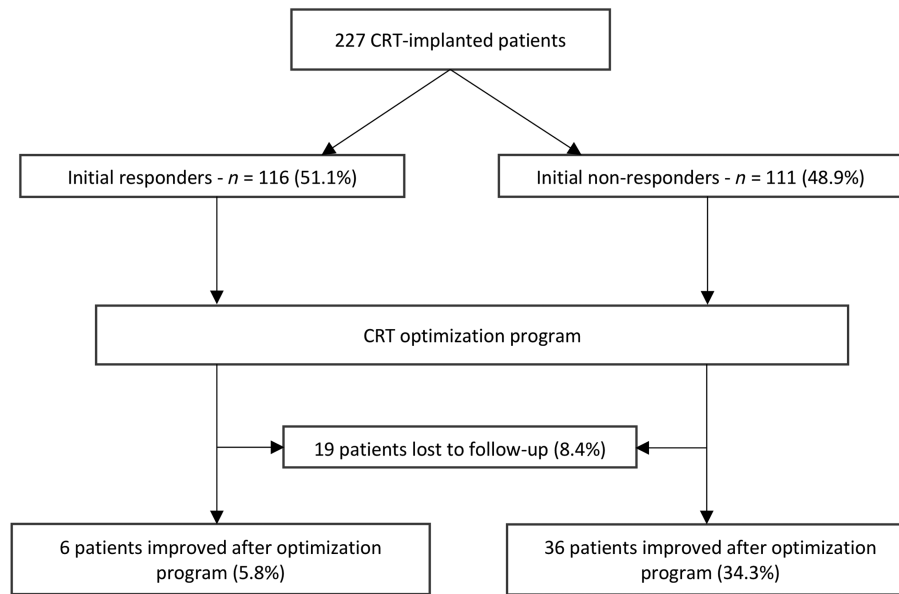 227 CRT-implanted patients
Initial responders - n = 116 (51.1%)
Initial non-responders - n = 111 (48.9%)
CRT optimization program
19 patients lost to follow-up (8.4%)
6 patients improved after optimization
program (5.8%)
36 patients improved after optimization
program (34.3%)